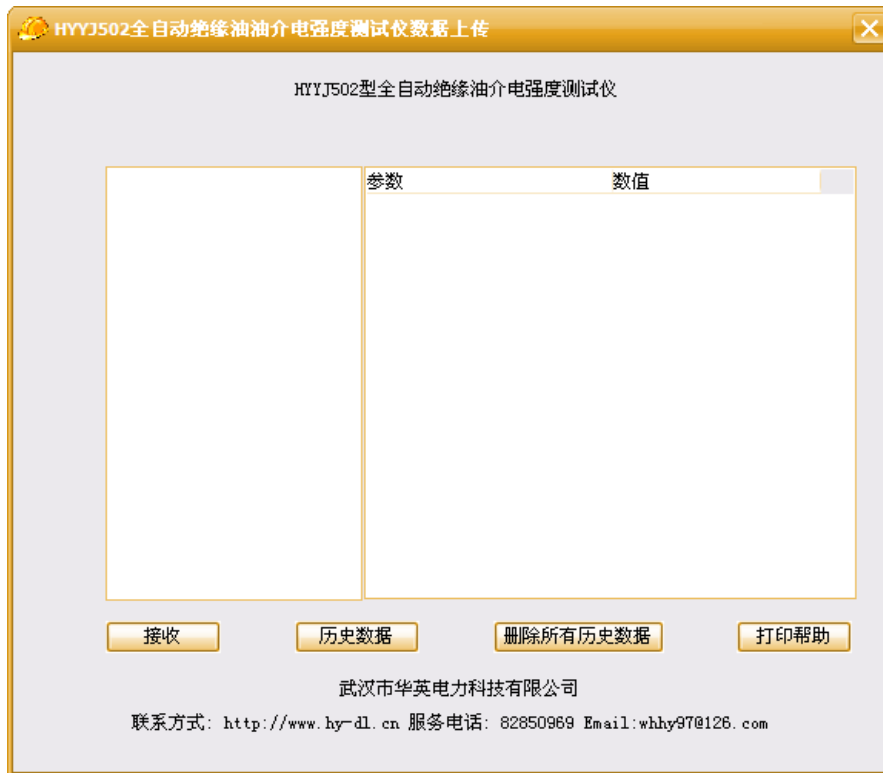 HYYJ502全自动绝缘油油介电强度测试仪数据上传
HYYJ502型全自动绝缘油介电强度测试仪
参数 数值
接收 历史数据 删除所有历史数据 打印帮助
武汉市华英电力科技有限公司
联系方式: http://www.hy-dl.cn 服务电话: 82850969 Email:whhy97@126.com